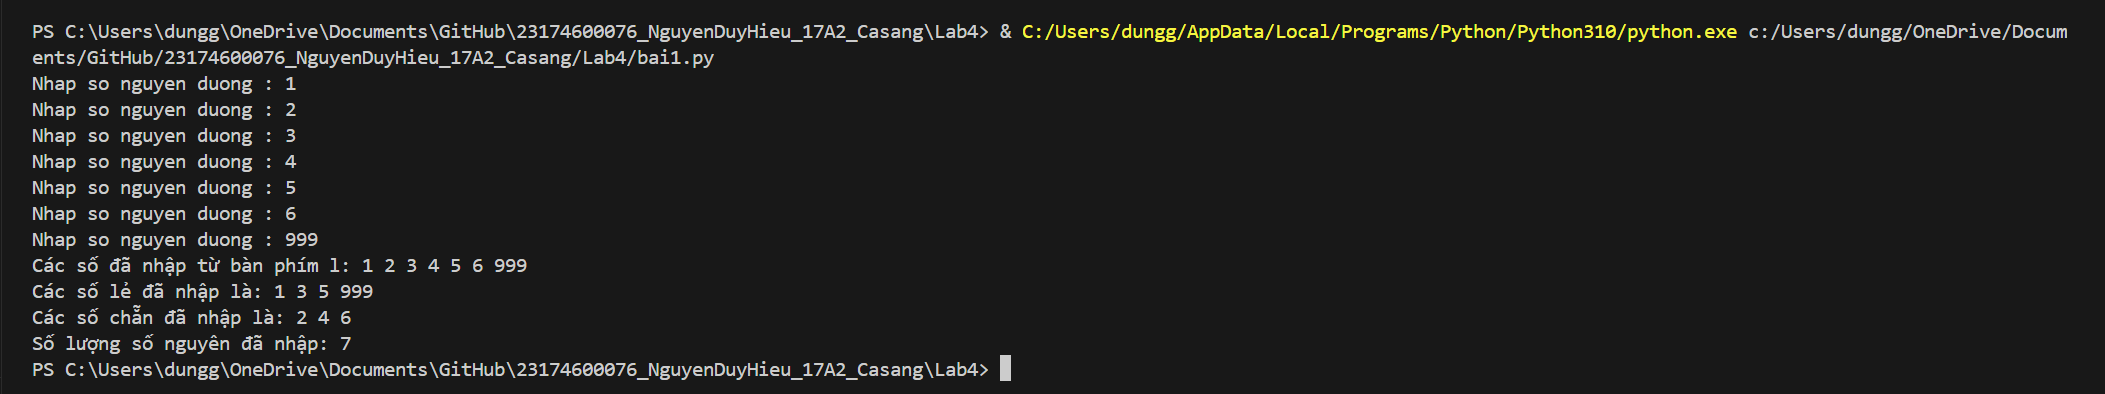 PS C:\Users\dungg\OneDrive\Documents\GitHub\23174600076_NguyenDuyHieu_17A2_Casang\Lab4> & C:/Users/dungg/AppData/Local/Programs/Python/Python310/python.exe c:/Users/dungg/OneDrive/Docum
ents/GitHub/23174600076_NguyenDuyHieu_17A2_Casang/Lab4/bai1.py
Nhap so nguyen duong : 1
Nhap so nguyen duong : 2
Nhap so nguyen duong : 3
Nhap so nguyen duong : 4
Nhap so nguyen duong : 5
Nhap so nguyen duong : 6
Nhap so nguyen duong : 999
Các số đã nhập từ bàn phím l: 1 2 3 4 5 6 999
Các số lẻ đã nhập là: 1 3 5 999
Các số chẵn đã nhập là: 2 4 6
Số lượng số nguyên đã nhập: 7
PS C:\Users\dungg\OneDrive\Documents\GitHub\23174600076_NguyenDuyHieu_17A2_Casang\Lab4>